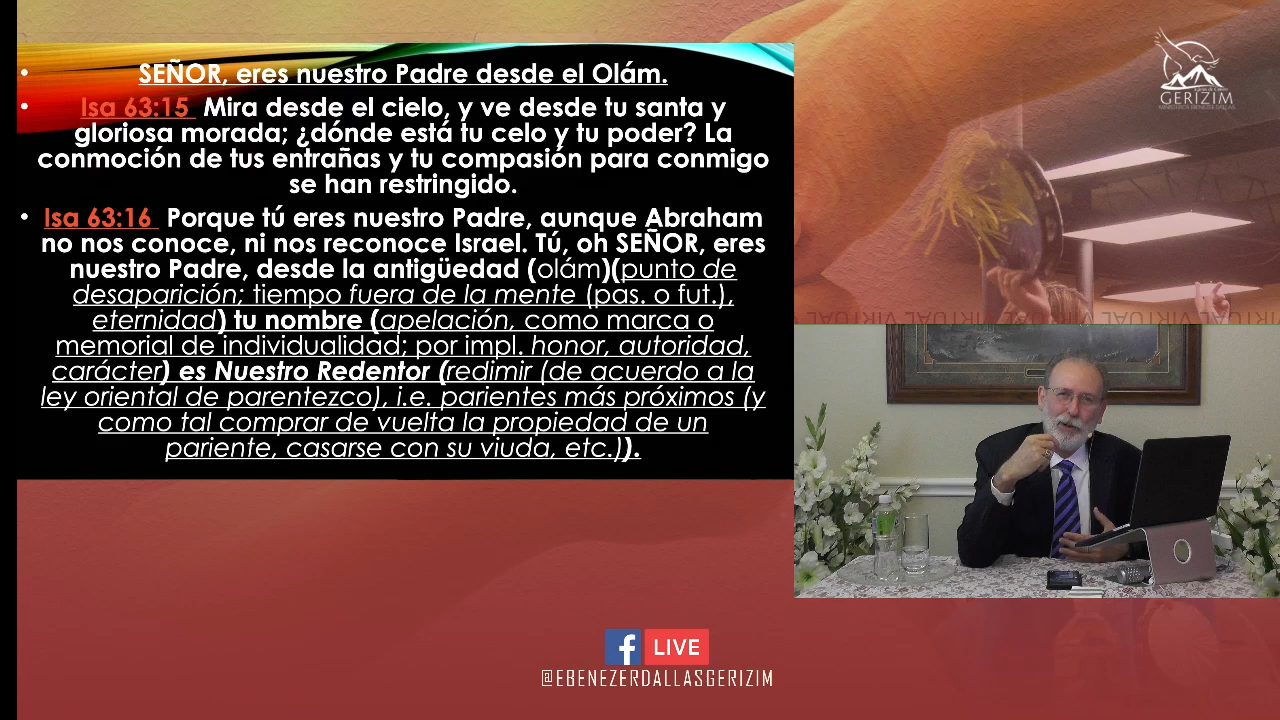 • SEÑOR, eres nuestro Padre desde el Olám.
• Isa 63:15 Mira desde el cielo, y ve desde tu santa y
gloriosa morada; ¿dónde está tu celo y tu poder? La
conmoción de tus entrañas y tu compasión para conmigo
se han restringido.
• Isa 63:16 Porque tú eres nuestro Padre, aunque Abraham
no nos conoce, ni nos reconoce Israel. Tú, oh SEÑOR, eres
nuestro Padre, desde la antigüedad (olám)(punto de
desaparición; tiempo fuera de la mente (pas. o fut.),
eternidad) tu nombre (apelación, como marca o
memorial de individualidad; por impl. honor, autoridad,
carácter) es Nuestro Redentor (redimir (de acuerdo a la
ley oriental de parentezco), i.e. parientes más próximos (y
como tal comprar de vuelta la propiedad de un
pariente, casarse con su viuda, etc.)).
GERIZIM
VIRTUAL VIRTUAL VIRTUAL
f LIVE
@EBENEZERDALLASGERIZIM